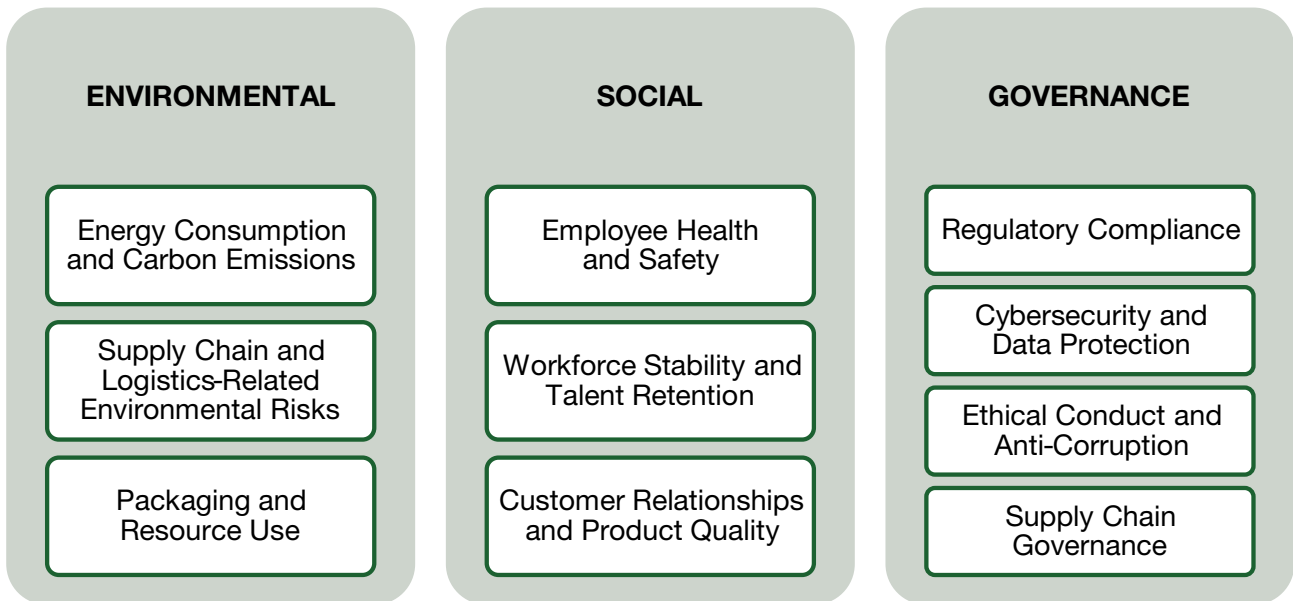 ENVIRONMENTAL
Energy Consumption
and Carbon Emissions
Supply Chain and
Logistics-Related
Environmental Risks
Packaging and
Resource Use
SOCIAL
Employee Health
and Safety
Workforce Stability and
Talent Retention
Customer Relationships
and Product Quality
GOVERNANCE
Regulatory Compliance
Cybersecurity and
Data Protection
Ethical Conduct and
Anti-Corruption
Supply Chain
Governance